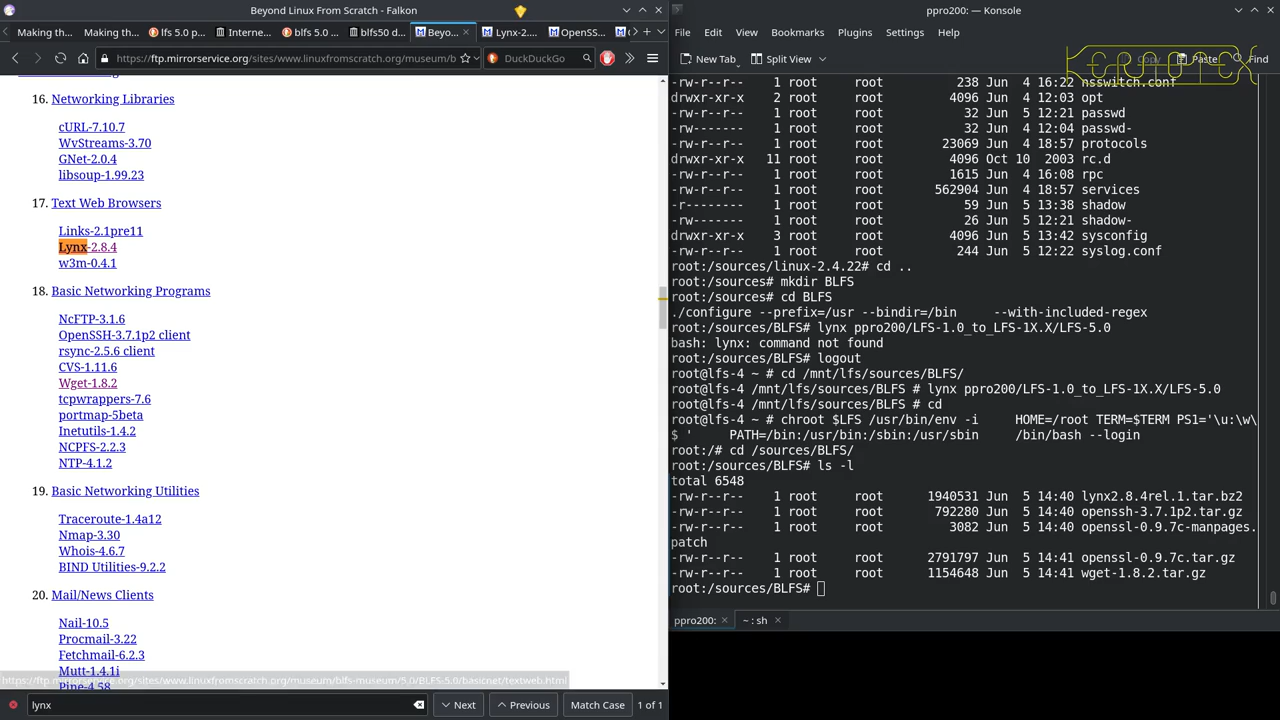 Beyond Linux From Scratch - Falkon
Making th...
Making the...
lfs 5.0 p...
Interne...
blfs 5.0 ...
blfs50 d...
Beyo...
Lynx-2....
OpenSS...
https://ftp.mirrorservice.org/sites/www.linuxfromscratch.org/museum/b
DuckDuckGo
16. Networking Libraries
cURL-7.10.7
WvStreams-3.70
GNet-2.0.4
libsoup-1.99.23
17. Text Web Browsers
Links-2.1pre11
Lynx-2.8.4
w3m-0.4.1
18. Basic Networking Programs
NcFTP-3.1.6
OpenSSH-3.7.1p2 client
rsync-2.5.6 client
CVS-1.11.6
Wget-1.8.2
tcpwrappers-7.6
portmap-5beta
Inetutils-1.4.2
NCPFS-2.2.3
NTP-4.1.2
19. Basic Networking Utilities
Traceroute-1.4a12
Nmap-3.30
Whois-4.6.7
BIND Utilities-9.2.2
20. Mail/News Clients
Nail-10.5
Procmail-3.22
Fetchmail-6.2.3
Mutt-1.4.1i
Pine-4.58
https://ftp.mirrorservice.org/sites/www.linuxfromscratch.org/museum/blfs-museum/5.0/BLFS-5.0/basicnet/textweb.html
lynx
Next
Previous
Match Case
1 of 1
ppro200: — Konsole
File Edit View Bookmarks Plugins Settings Help
New Tab
Split View
Copy
Paste
Find
-rw-r--r-- 1 root root 238 Jun 4 16:22 nsswitch.conf
drwxr-xr-x 2 root root 4096 Jun 4 12:03 opt
-rw-r--r-- 1 root root 32 Jun 5 12:21 passwd
-rw------- 1 root root 32 Jun 4 12:04 passwd-
-rw-r--r-- 1 root root 23069 Jun 4 18:57 protocols
drwxr-xr-x 11 root root 4096 Oct 10 2003 rc.d
-rw-r--r-- 1 root root 1615 Jun 4 16:08 rpc
-rw-r--r-- 1 root root 562904 Jun 4 18:57 services
-r-------- 1 root root 59 Jun 5 13:38 shadow
-rw------- 1 root root 26 Jun 5 12:21 shadow-
drwxr-xr-x 3 root root 4096 Jun 5 13:42 sysconfig
-rw-r--r-- 1 root root 244 Jun 5 12:22 syslog.conf
root:/sources/linux-2.4.22# cd ..
root:/sources# mkdir BLFS
root:/sources# cd BLFS
./configure --prefix=/usr --bindir=/bin --with-included-regex
root:/sources/BLFS# lynx ppro200/LFS-1.0_to_LFS-1X.X/LFS-5.0
bash: lynx: command not found
root:/sources/BLFS# logout
root@lfs-4 ~ # cd /mnt/lfs/sources/BLFS/
root@lfs-4 /mnt/lfs/sources/BLFS # lynx ppro200/LFS-1.0_to_LFS-1X.X/LFS-5.0
root@lfs-4 /mnt/lfs/sources/BLFS # cd
root@lfs-4 ~ # chroot $LFS /usr/bin/env -i HOME=/root TERM=$TERM PS1='\u:\w\
$ ' PATH=/bin:/usr/bin:/sbin:/usr/sbin /bin/bash --login
root:/# cd /sources/BLFS/
root:/sources/BLFS# ls -l
total 6548
-rw-r--r-- 1 root root 1940531 Jun 5 14:40 lynx2.8.4rel.1.tar.bz2
-rw-r--r-- 1 root root 792280 Jun 5 14:40 openssh-3.7.1p2.tar.gz
-rw-r--r-- 1 root root 3082 Jun 5 14:40 openssl-0.9.7c-manpages.
patch
-rw-r--r-- 1 root root 2791797 Jun 5 14:41 openssl-0.9.7c.tar.gz
-rw-r--r-- 1 root root 1154648 Jun 5 14:41 wget-1.8.2.tar.gz
root:/sources/BLFS#
ppro200:
~ : sh